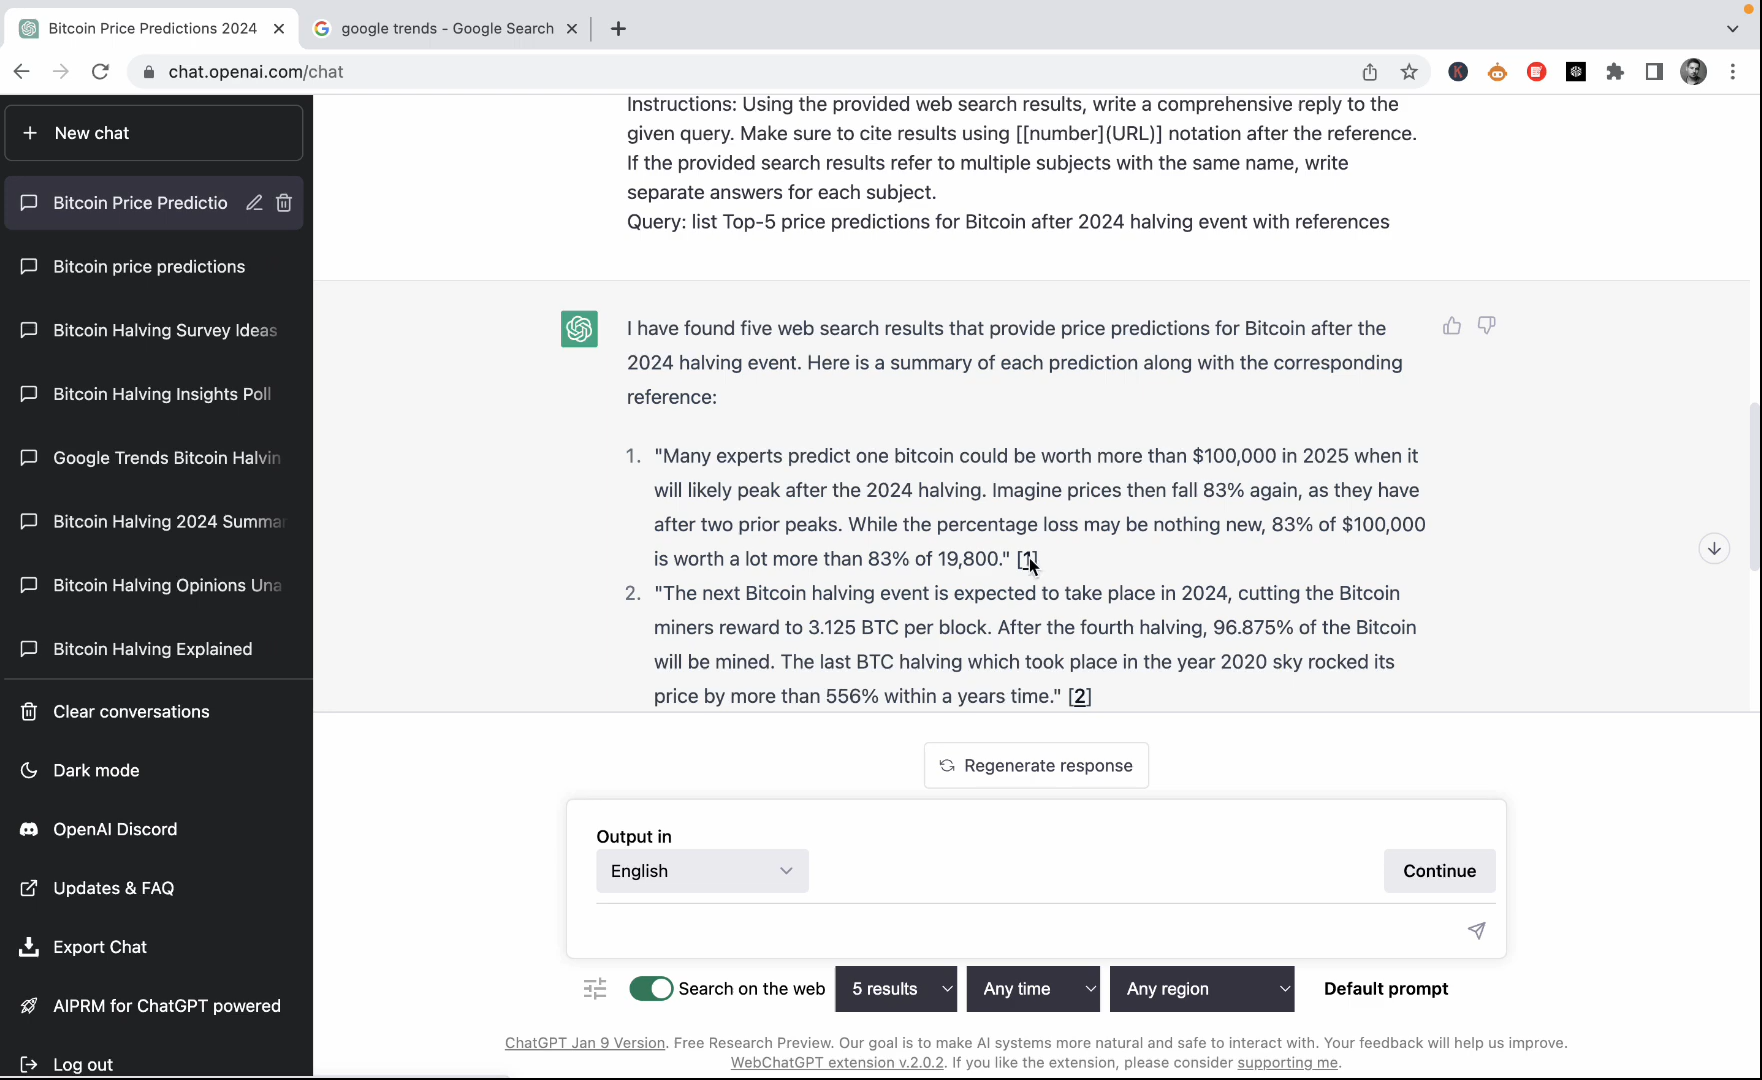 Bitcoin Price Predictions 2024
google trends - Google Search
chat.openai.com/chat
New chat
Bitcoin Price Predictio
Bitcoin price predictions
Bitcoin Halving Survey Ideas
Bitcoin Halving Insights Poll
Google Trends Bitcoin Halvin
Bitcoin Halving 2024 Summar
Bitcoin Halving Opinions Una
Bitcoin Halving Explained
Clear conversations
Dark mode
OpenAI Discord
Updates & FAQ
Export Chat
AIPRM for ChatGPT powered
Log out
Instructions: Using the provided web search results, write a comprehensive reply to the
given query. Make sure to cite results using [[number](URL)] notation after the reference.
If the provided search results refer to multiple subjects with the same name, write
separate answers for each subject.
Query: list Top-5 price predictions for Bitcoin after 2024 halving event with references
I have found five web search results that provide price predictions for Bitcoin after the
2024 halving event. Here is a summary of each prediction along with the corresponding
reference:
1. "Many experts predict one bitcoin could be worth more than $100,000 in 2025 when it
will likely peak after the 2024 halving. Imagine prices then fall 83% again, as they have
after two prior peaks. While the percentage loss may be nothing new, 83% of $100,000
is worth a lot more than 83% of 19,800." [1]
2. "The next Bitcoin halving event is expected to take place in 2024, cutting the Bitcoin
miners reward to 3.125 BTC per block. After the fourth halving, 96.875% of the Bitcoin
will be mined. The last BTC halving which took place in the year 2020 sky rocked its
price by more than 556% within a years time." [2]
Regenerate response
Output in
English
Continue
Search on the web
5 results
Any time
Any region
Default prompt
ChatGPT Jan 9 Version. Free Research Preview. Our goal is to make AI systems more natural and safe to interact with. Your feedback will help us improve.
WebChatGPT extension v.2.0.2. If you like the extension, please consider supporting me.